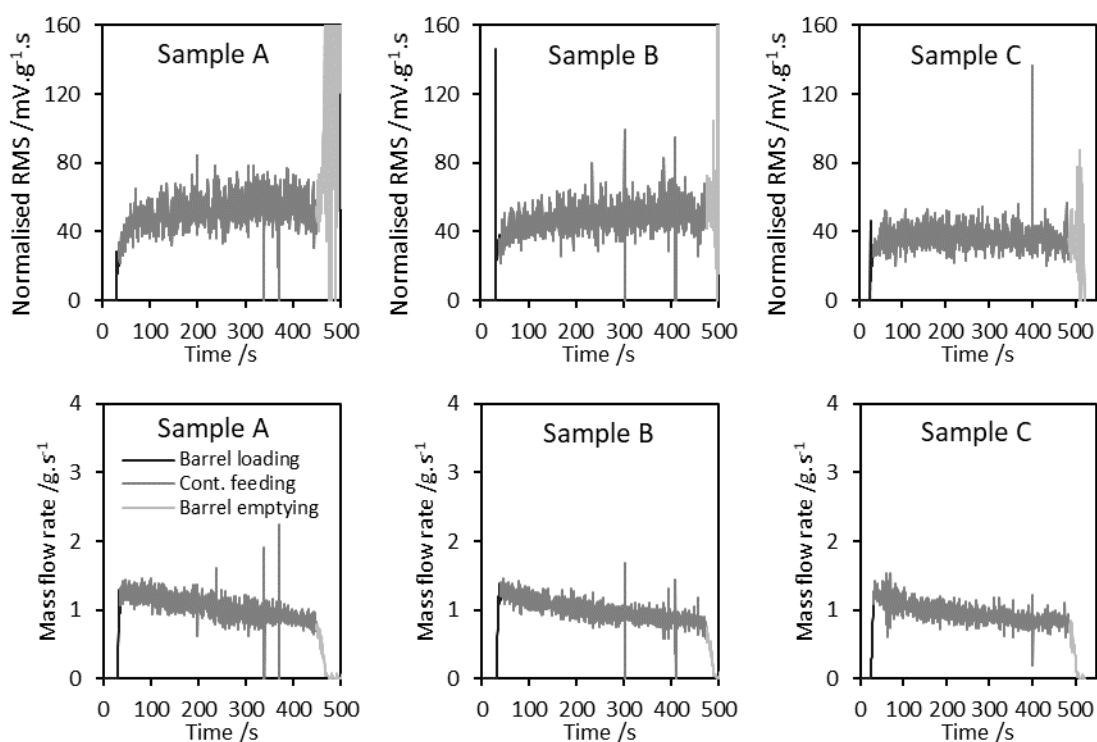 Normalised RMS /mV.g⁻¹.s
160
120
80
40
0
Sample A
0 100 200 300 400 500
Time /s
Normalised RMS /mV.g⁻¹.s
160
120
80
40
0
Sample B
0 100 200 300 400 500
Time /s
Normalised RMS /mV.g⁻¹.s
160
120
80
40
0
Sample C
0 100 200 300 400 500
Time /s
Mass flow rate /g.s⁻¹
4
3
2
1
0
Sample A
Barrel loading
Cont. feeding
Barrel emptying
0 100 200 300 400 500
Time /s
Mass flow rate /g.s⁻¹
4
3
2
1
0
Sample B
0 100 200 300 400 500
Time /s
Mass flow rate /g.s⁻¹
4
3
2
1
0
Sample C
0 100 200 300 400 500
Time /s